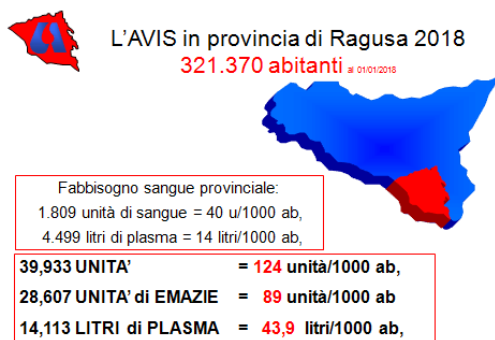 L'AVIS in provincia di Ragusa 2018
321.370 abitanti al 01/01/2018
Fabbisogno sangue provinciale:
1.809 unità di sangue = 40 u/1000 ab,
4.499 litri di plasma = 14 litri/1000 ab,
39,933 UNITA' = 124 unità/1000 ab,
28,607 UNITA' di EMAZIE = 89 unità/1000 ab
14,113 LITRI di PLASMA = 43,9 litri/1000 ab,